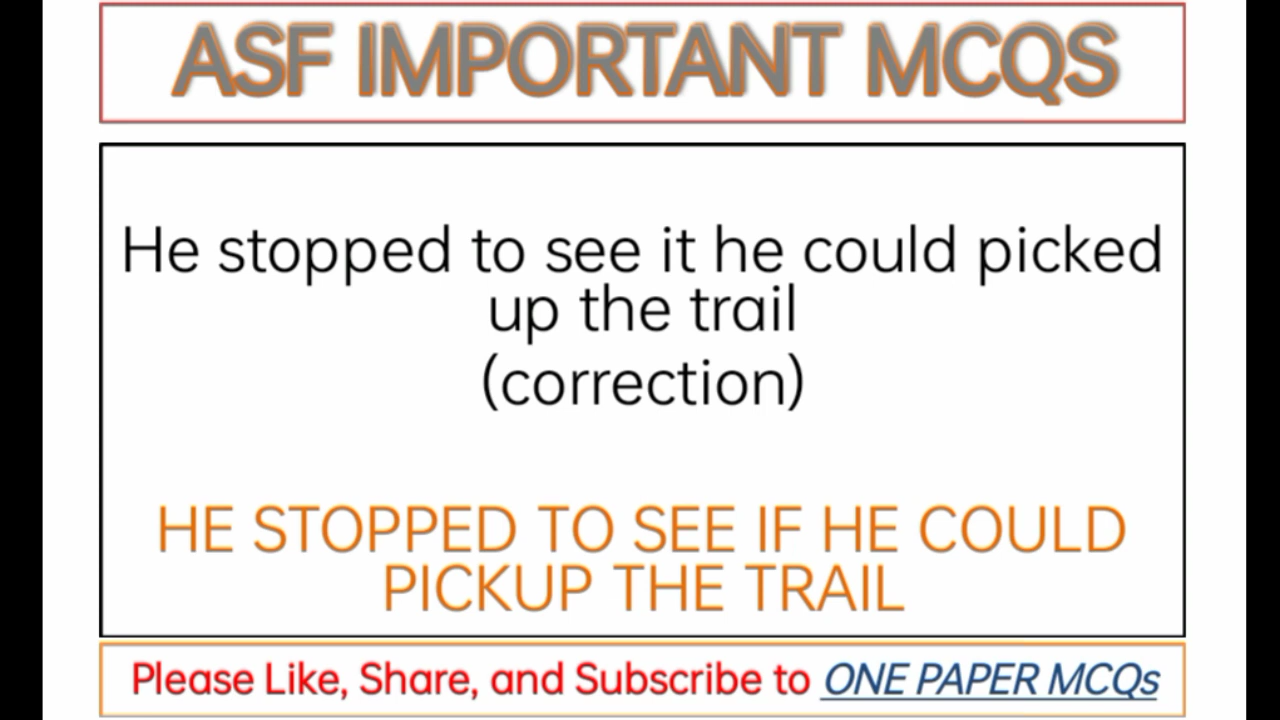 ASF IMPORTANT MCQS
He stopped to see it he could picked
up the trail
(correction)
HE STOPPED TO SEE IF HE COULD
PICKUP THE TRAIL
Please Like, Share, and Subscribe to ONE PAPER MCQs